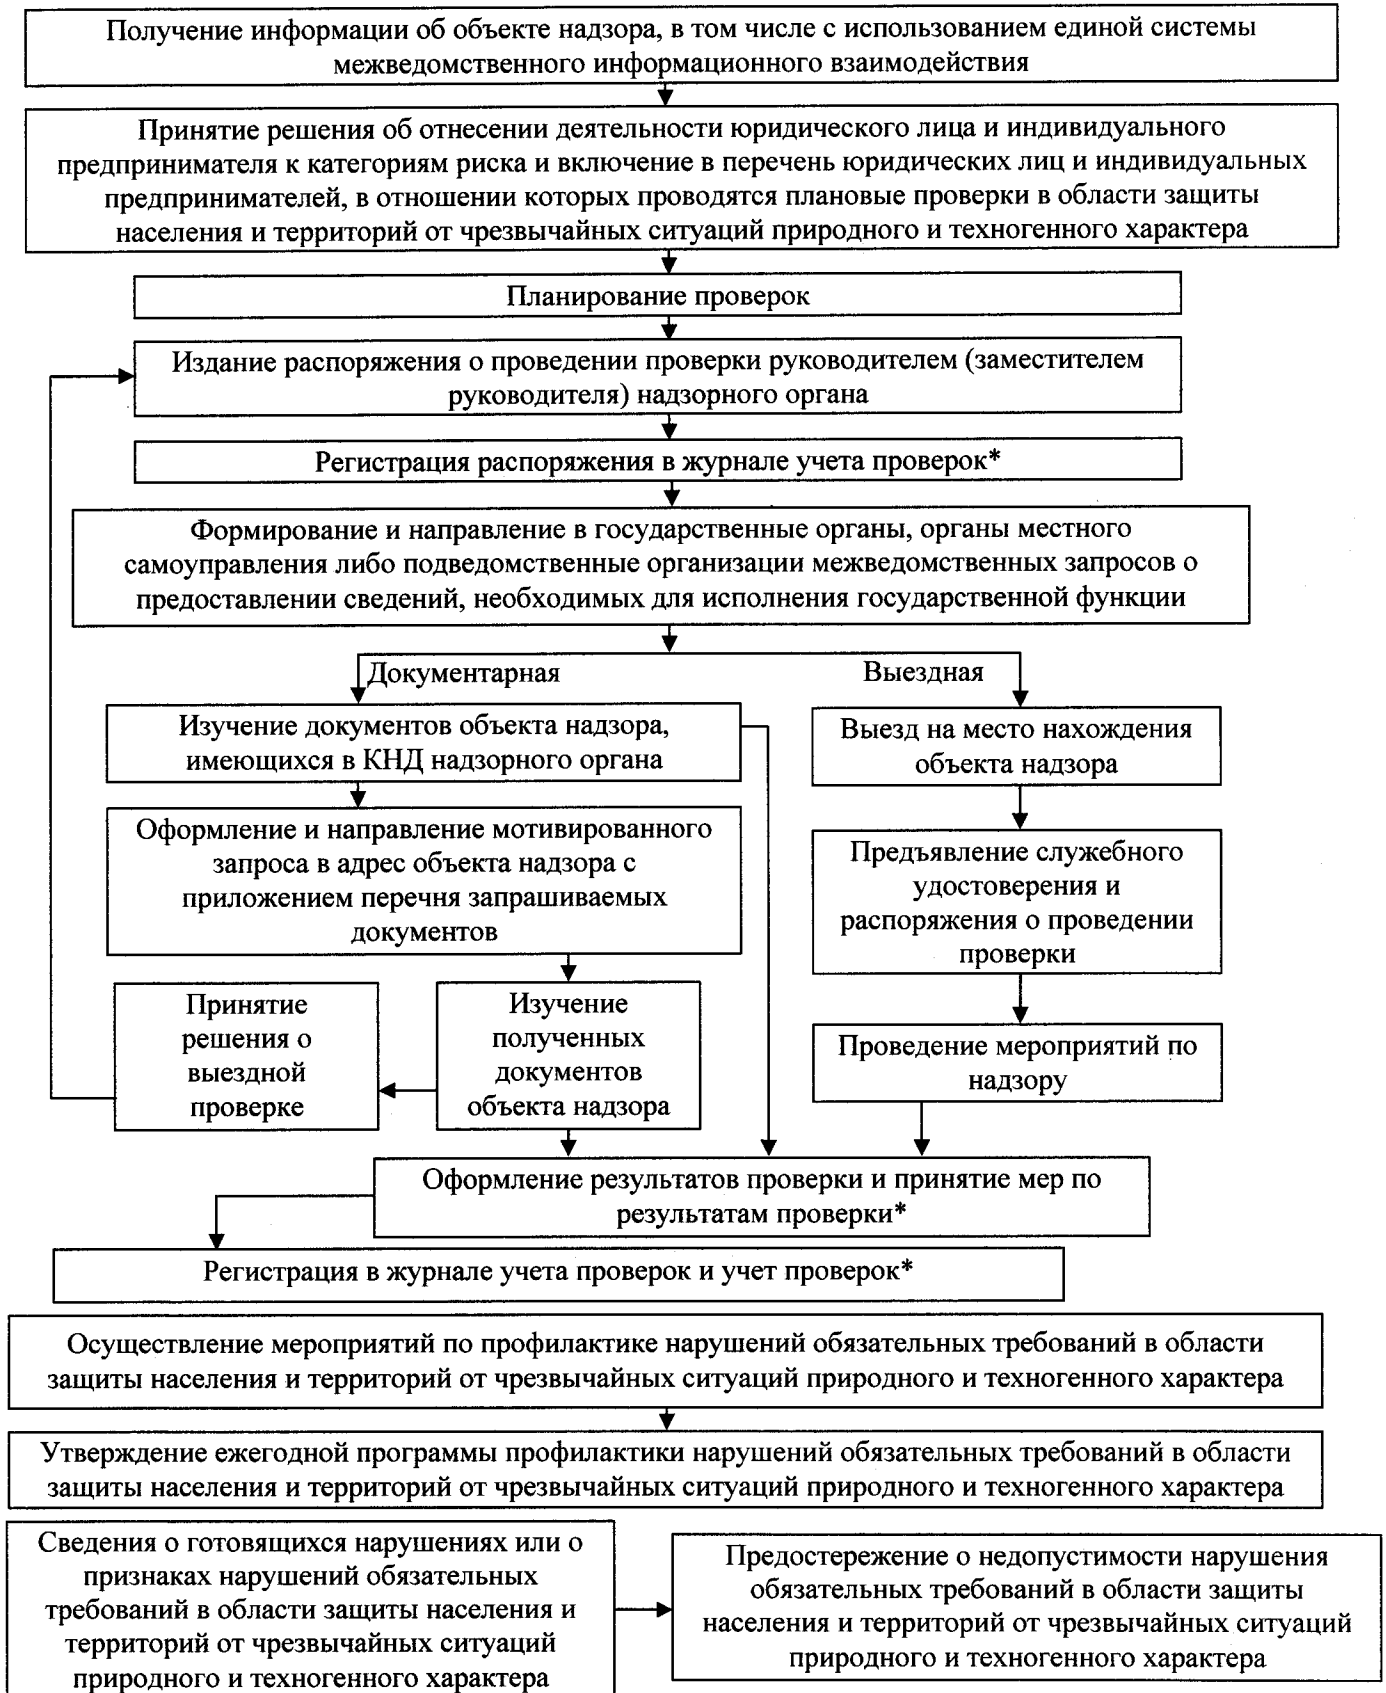 Получение информации об объекте надзора, в том числе с использованием единой системы
межведомственного информационного взаимодействия
Принятие решения об отнесении деятельности юридического лица и индивидуального
предпринимателя к категориям риска и включение в перечень юридических лиц и индивидуальных
предпринимателей, в отношении которых проводятся плановые проверки в области защиты
населения и территорий от чрезвычайных ситуаций природного и техногенного характера
Планирование проверок
Издание распоряжения о проведении проверки руководителем (заместителем
руководителя) надзорного органа
Регистрация распоряжения в журнале учета проверок*
Формирование и направление в государственные органы, органы местного
самоуправления либо подведомственные организации межведомственных запросов о
предоставлении сведений, необходимых для исполнения государственной функции
Документарная
Выездная
Изучение документов объекта надзора,
имеющихся в КНД надзорного органа
Оформление и направление мотивированного
запроса в адрес объекта надзора с
приложением перечня запрашиваемых
документов
Принятие
решения о
выездной
проверке
Изучение
полученных
документов
объекта надзора
Выезд на место нахождения
объекта надзора
Предъявление служебного
удостоверения и
распоряжения о проведении
проверки
Проведение мероприятий по
надзору
Оформление результатов проверки и принятие мер по
результатам проверки*
Регистрация в журнале учета проверок и учет проверок*
Осуществление мероприятий по профилактике нарушений обязательных требований в области
защиты населения и территорий от чрезвычайных ситуаций природного и техногенного характера
Утверждение ежегодной программы профилактики нарушений обязательных требований в области
защиты населения и территорий от чрезвычайных ситуаций природного и техногенного характера
Сведения о готовящихся нарушениях или о
признаках нарушений обязательных
требований в области защиты населения и
территорий от чрезвычайных ситуаций
природного и техногенного характера
Предостережение о недопустимости нарушения
обязательных требований в области защиты
населения и территорий от чрезвычайных ситуаций
природного и техногенного характера